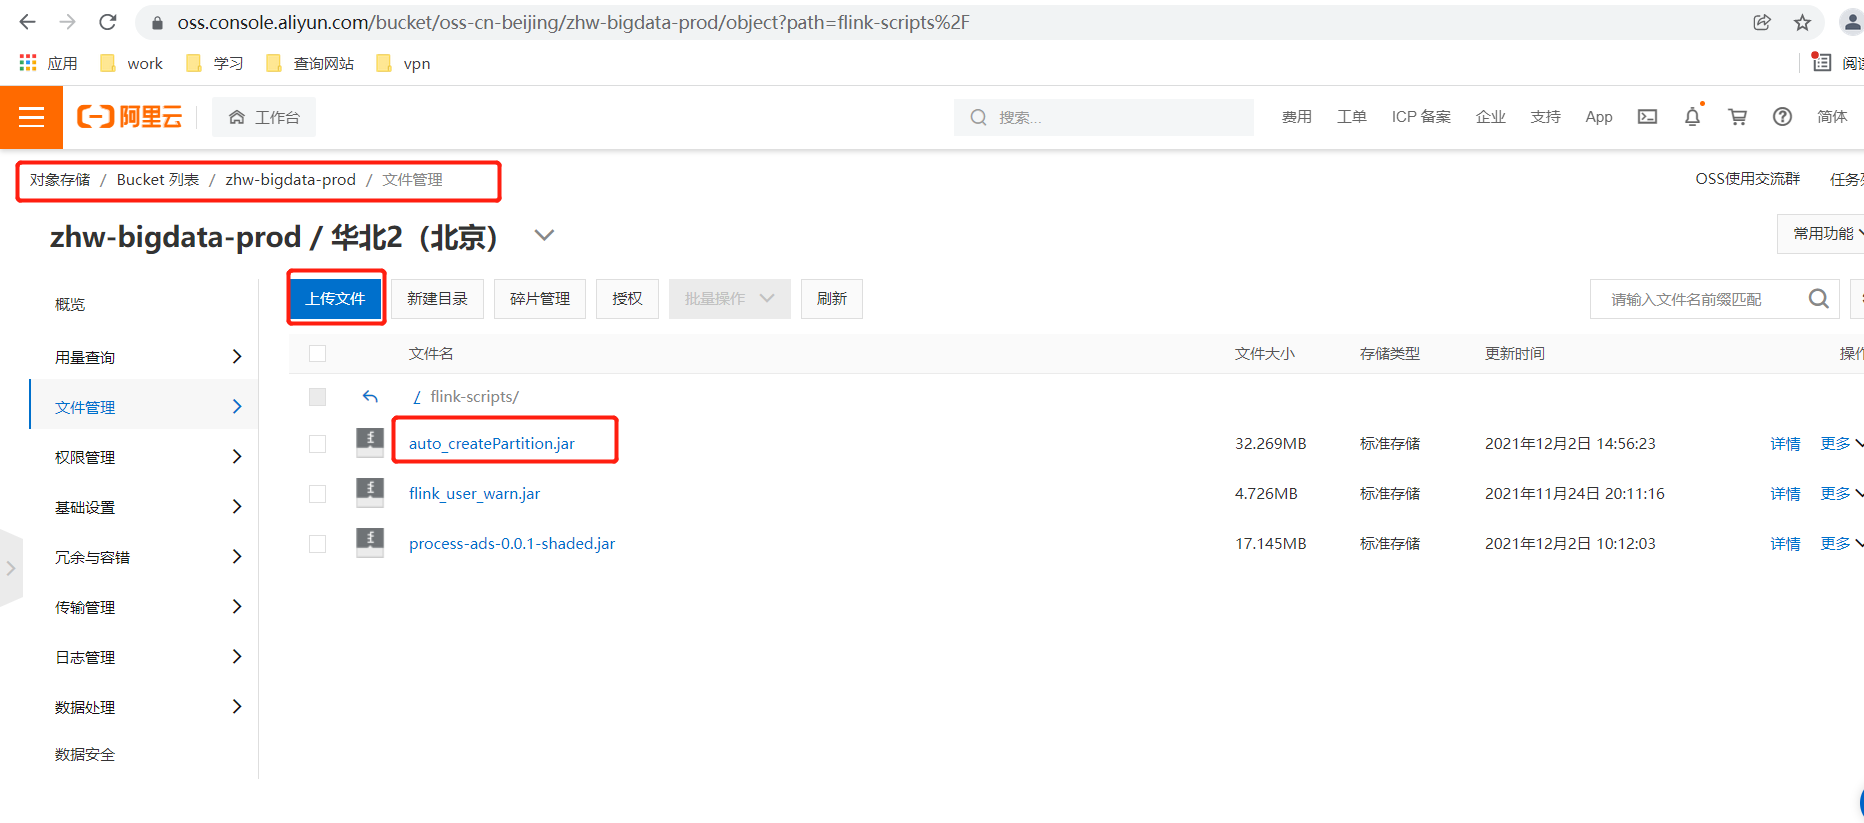 oss.console.aliyun.com/bucket/oss-cn-beijing/zhw-bigdata-prod/object?path=flink-scripts%2F
应用 work 学习 查询网站 vpn
阿里云 工作台 搜索... 费用 工单 ICP 备案 企业 支持 App 简体
对象存储 / Bucket 列表 / zhw-bigdata-prod / 文件管理 OSS使用交流群
zhw-bigdata-prod / 华北2（北京）
常用功能
上传文件 新建目录 碎片管理 授权 批量操作 刷新 请输入文件名前缀匹配
概览
用量查询
文件管理
权限管理
基础设置
冗余与容错
传输管理
日志管理
数据处理
数据安全
文件名 文件大小 存储类型 更新时间
/ flink-scripts/
auto_createPartition.jar 32.269MB 标准存储 2021年12月2日 14:56:23 详情 更多
flink_user_warn.jar 4.726MB 标准存储 2021年11月24日 20:11:16 详情 更多
process-ads-0.0.1-shaded.jar 17.145MB 标准存储 2021年12月2日 10:12:03 详情 更多